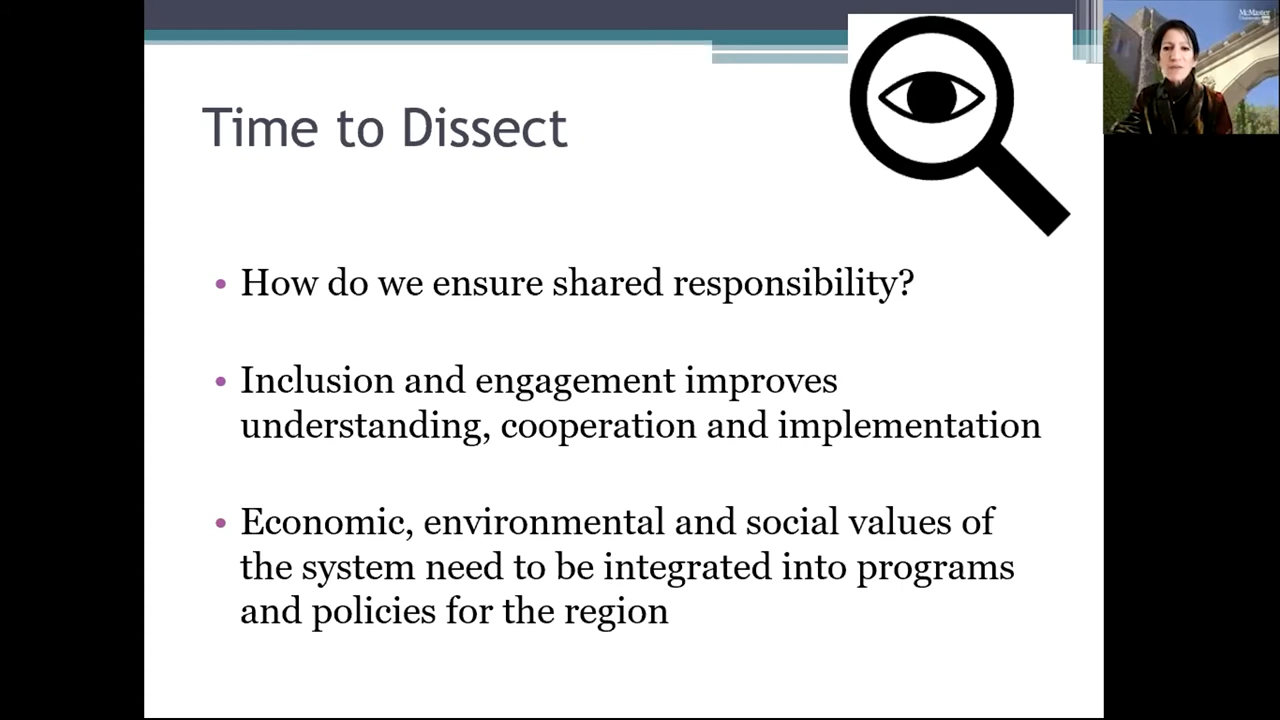 McMaster
University
Time to Dissect
• How do we ensure shared responsibility?
• Inclusion and engagement improves
understanding, cooperation and implementation
• Economic, environmental and social values of
the system need to be integrated into programs
and policies for the region